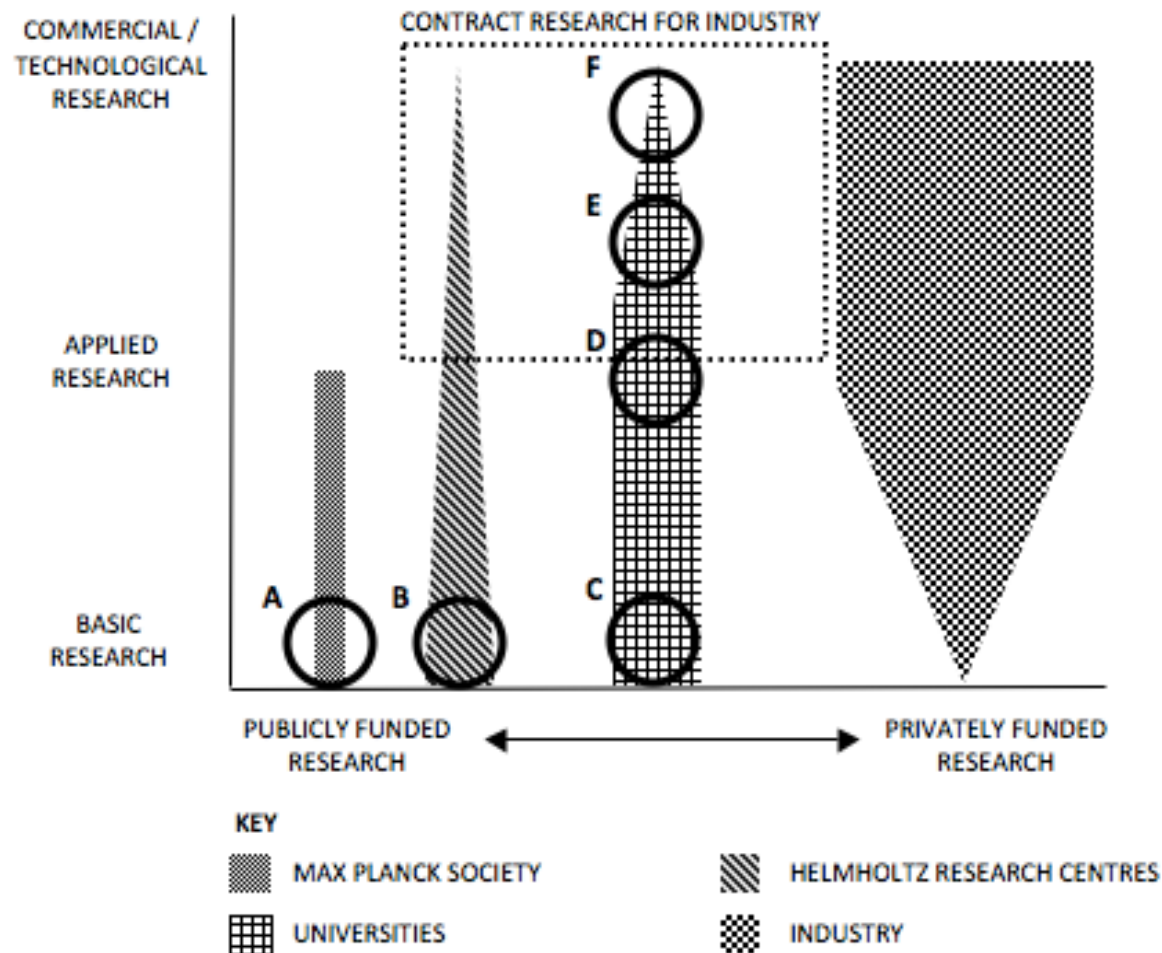 COMMERCIAL /
TECHNOLOGICAL
RESEARCH
CONTRACT RESEARCH FOR INDUSTRY
F
E
D
APPLIED
RESEARCH
A
B
C
BASIC
RESEARCH
PUBLICLY FUNDED
RESEARCH
PRIVATELY FUNDED
RESEARCH
KEY
MAX PLANCK SOCIETY
HELMHOLTZ RESEARCH CENTRES
UNIVERSITIES
INDUSTRY